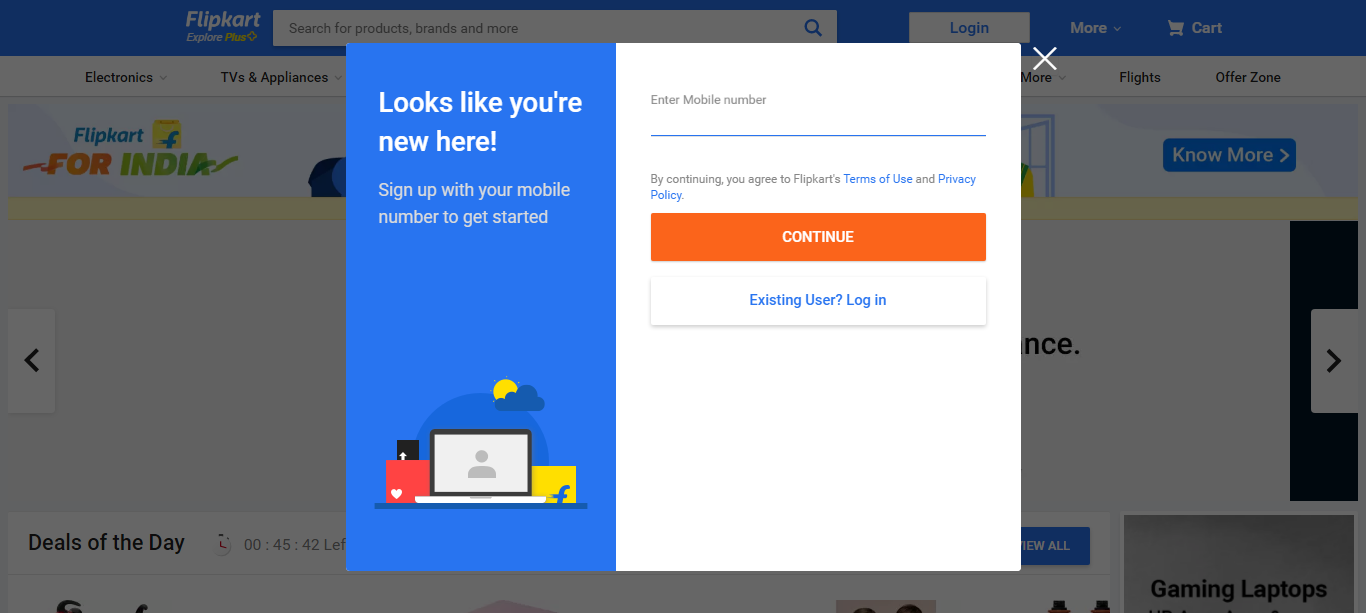 Flipkart
Explore Plus
Search for products, brands and more
Login
More
Cart
Electronics
TVs & Appliances
More
Flights
Offer Zone
Flipkart
FOR INDIA
Know More
Looks like you're
new here!
Sign up with your mobile
number to get started
Enter Mobile number
By continuing, you agree to Flipkart's Terms of Use and Privacy
Policy.
CONTINUE
Existing User? Log in
Deals of the Day
00 : 45 : 42
VIEW ALL
Gaming Laptops